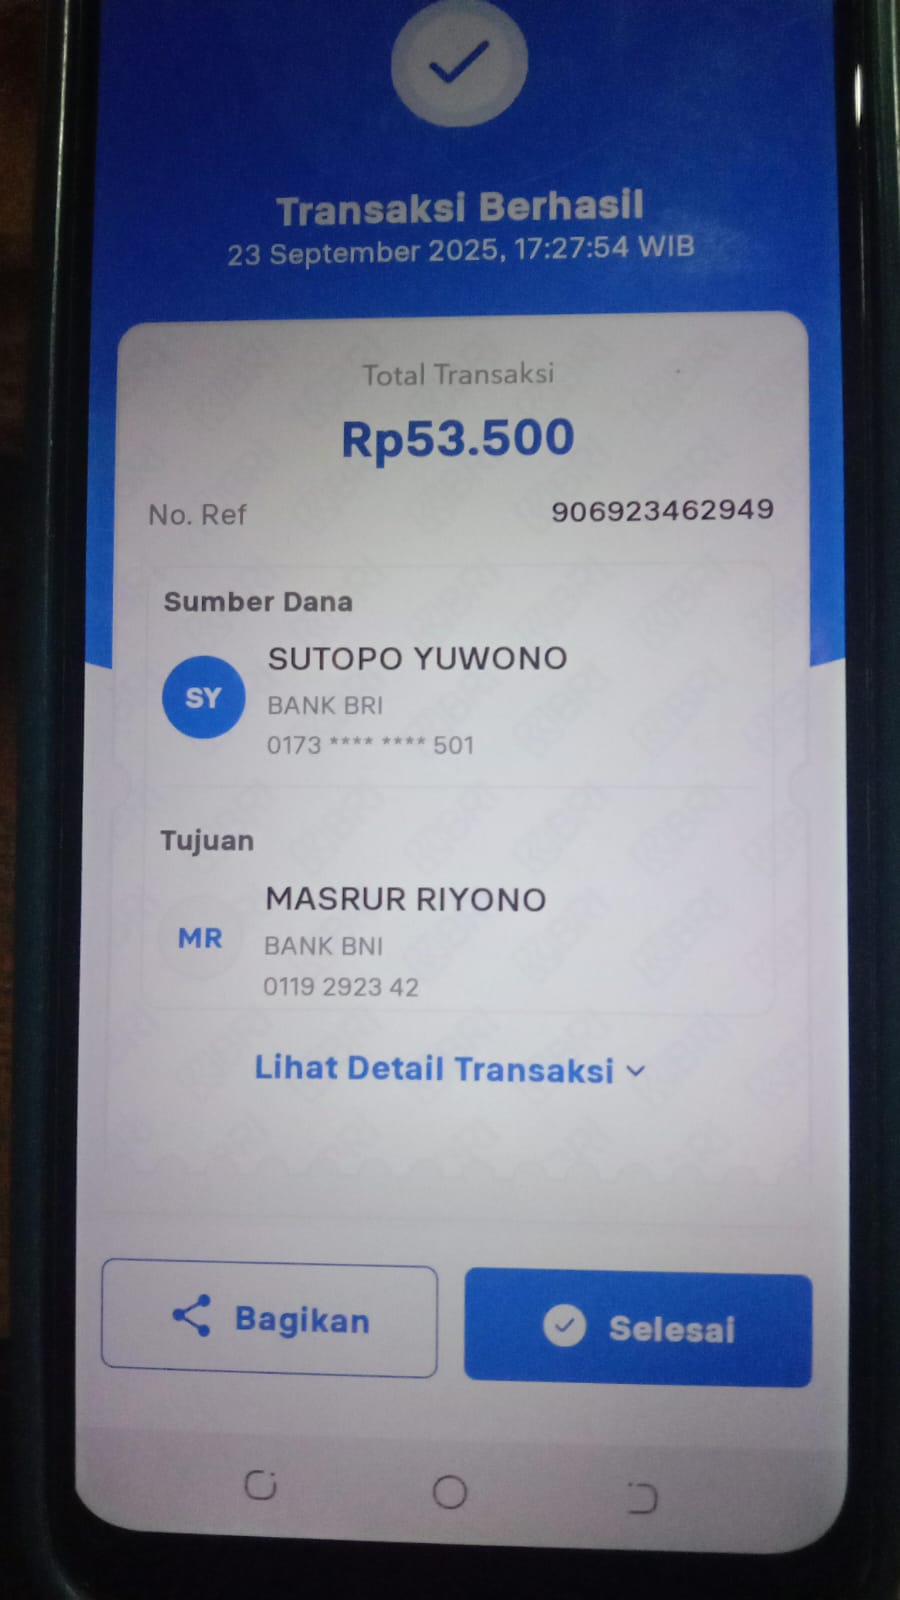 Transaksi Berhasil
23 September 2025, 17:27:54 WIB
Total Transaksi
Rp53.500
No. Ref 906923462949
Sumber Dana
SUTOPO YUWONO
SY
BANK BRI
0173 **** **** 501
Tujuan
MASRUR RIYONO
MR
BANK BNI
0119 2923 42
Lihat Detail Transaksi
Bagikan
Selesai